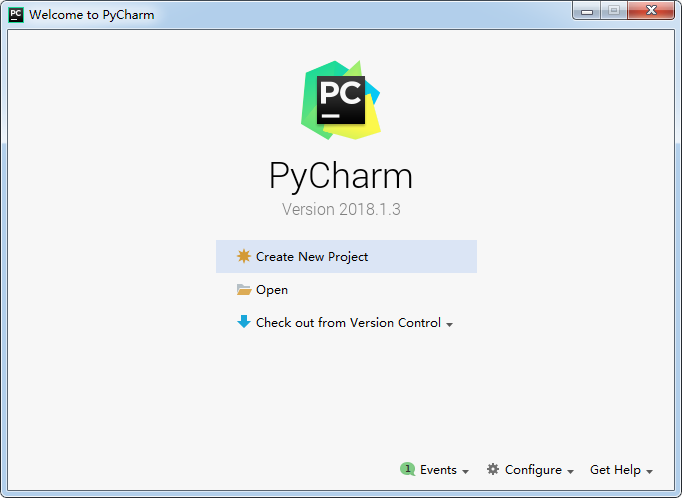 Welcome to PyCharm
PC
PyCharm
Version 2018.1.3
Create New Project
Open
Check out from Version Control
1 Events Configure Get Help